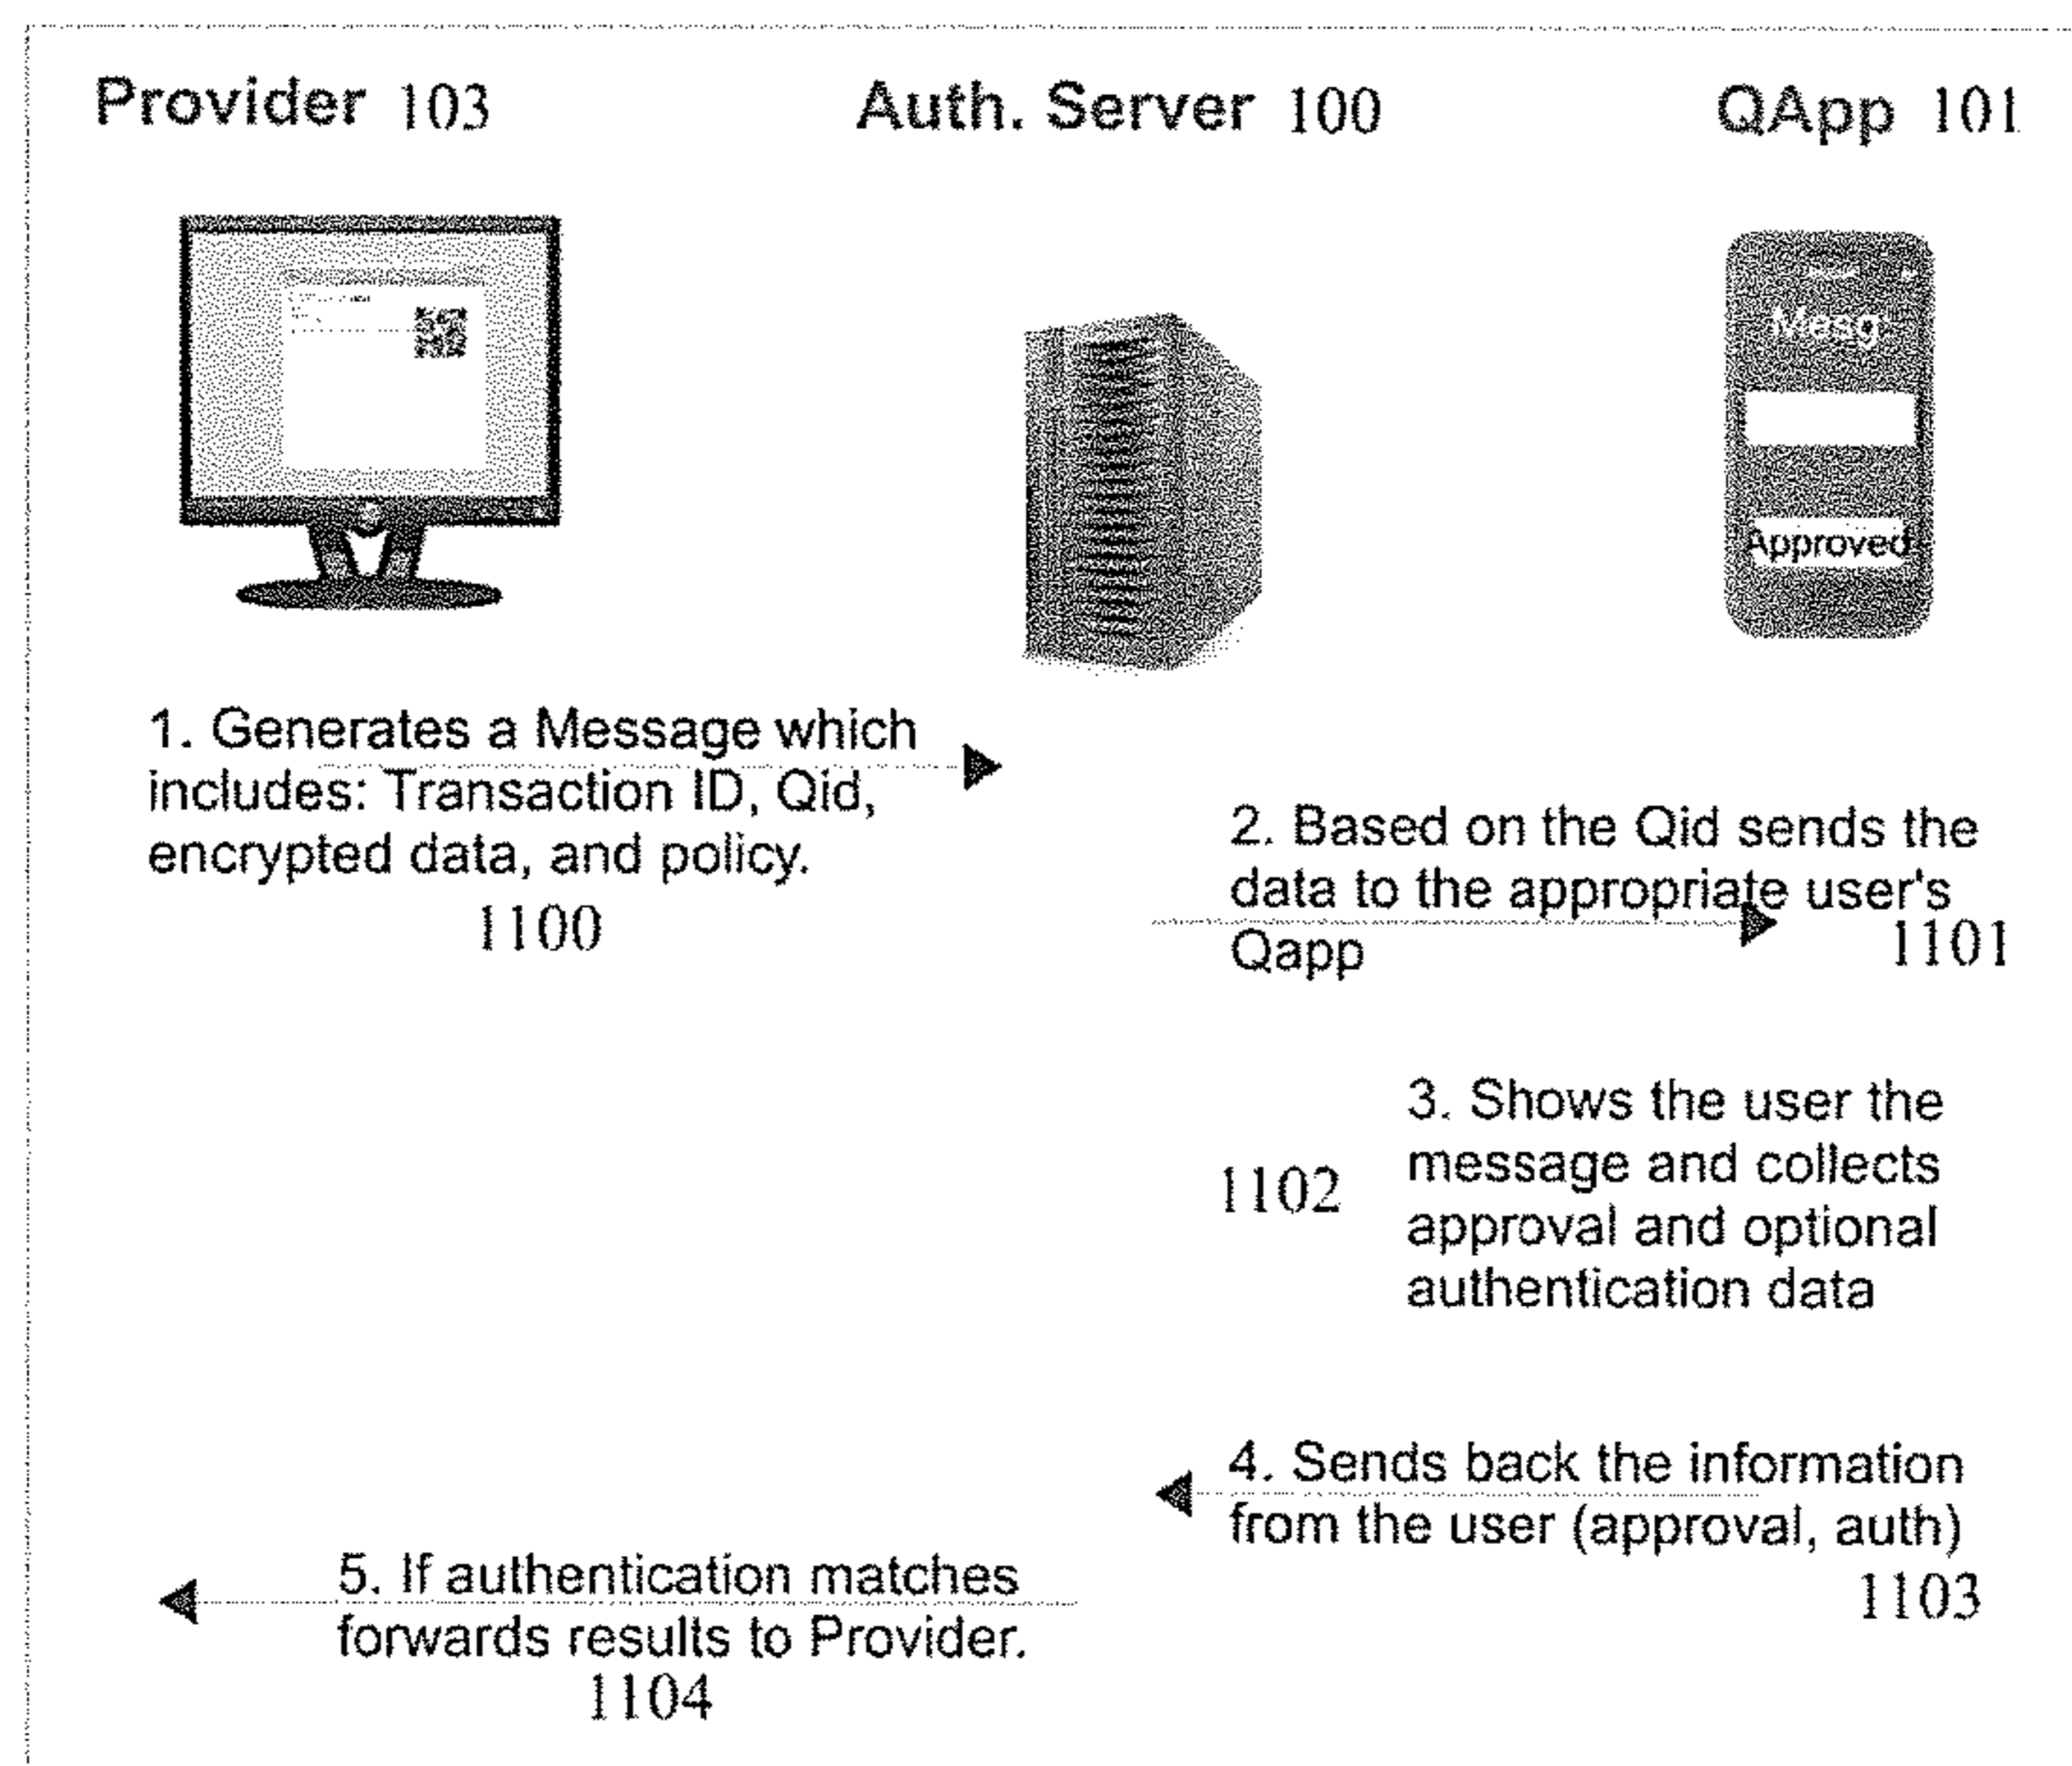 Provider 103
Auth. Server 100
QApp 101
Mesg
Approved
1. Generates a Message which
includes: Transaction ID, Qid,
encrypted data, and policy.
1100
2. Based on the Qid sends the
data to the appropriate user's
Qapp
1101
3. Shows the user the
message and collects
approval and optional
authentication data
1102
4. Sends back the information
from the user (approval, auth)
1103
5. If authentication matches
forwards results to Provider.
1104